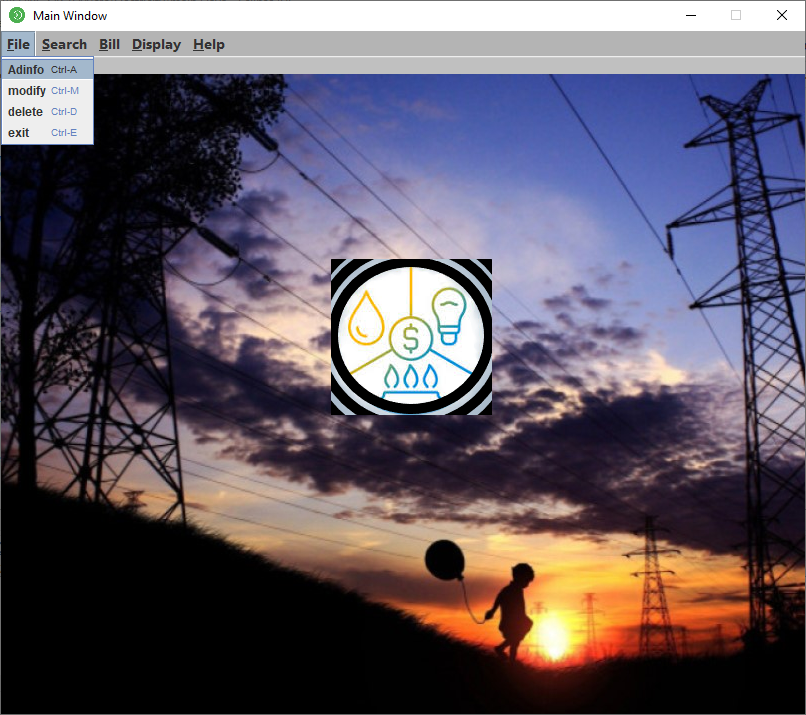 Main Window
File Search Bill Display Help
Adinfo Ctrl-A
modify Ctrl-M
delete Ctrl-D
exit Ctrl-E
$